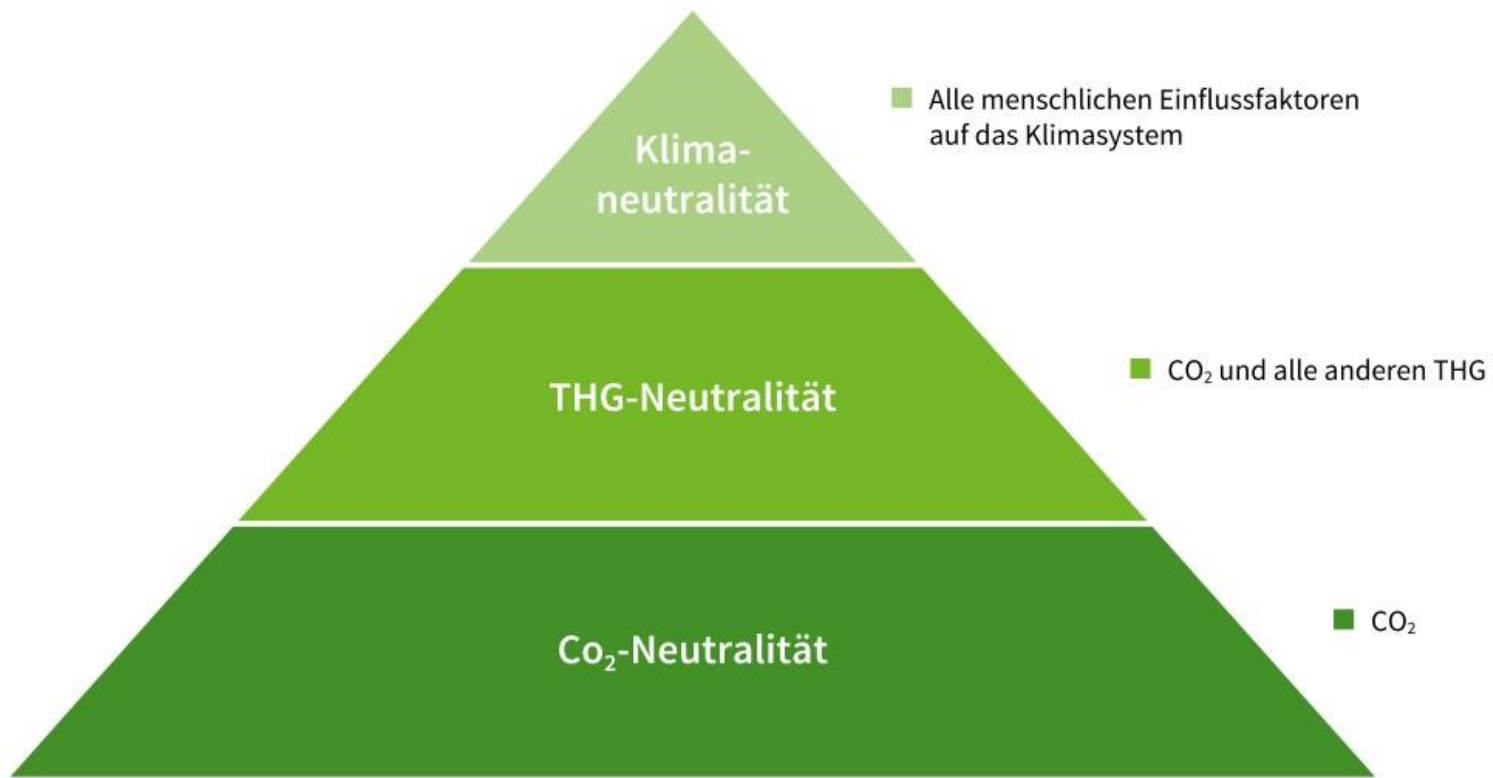 Klima-
neutralität
Alle menschlichen Einflussfaktoren
auf das Klimasystem
THG-Neutralität
CO₂ und alle anderen THG
Co₂-Neutralität
CO₂